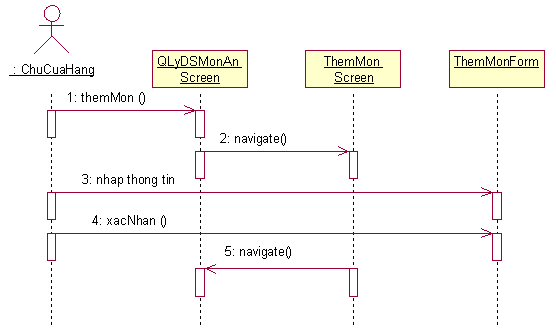 : ChuCuaHang
QLyDSMonAn
Screen
ThemMon
Screen
ThemMonForm
1: themMon ()
2: navigate()
3: nhap thong tin
4: xacNhan ()
5: navigate()